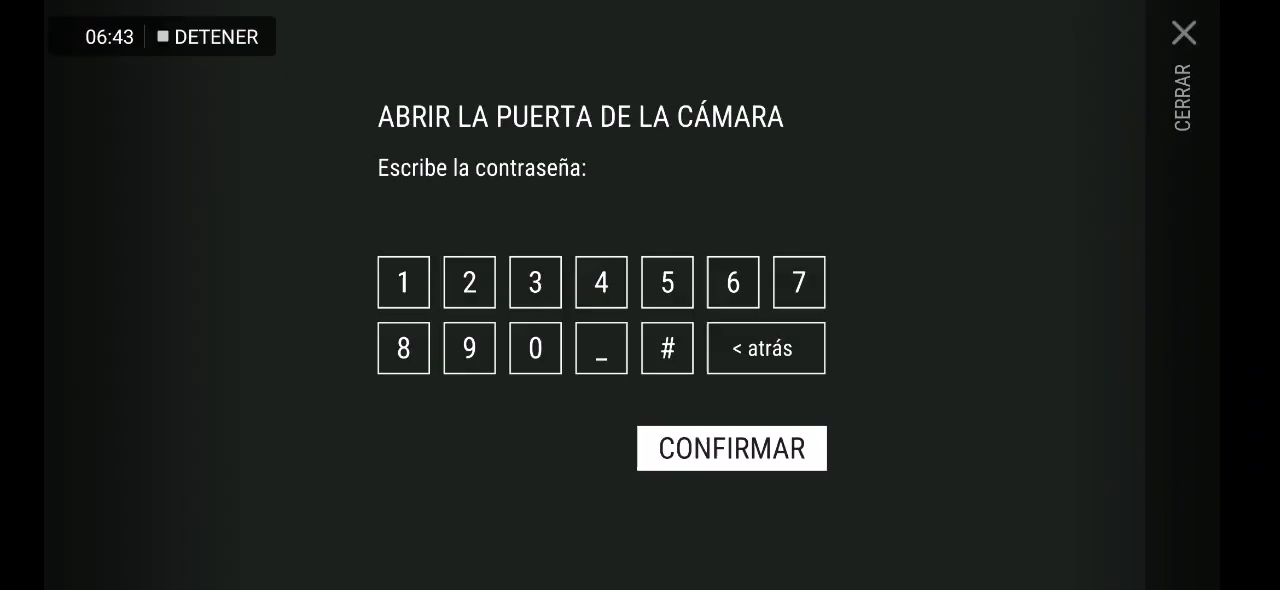 06:43 DETENER
CERRAR
ABRIR LA PUERTA DE LA CÁMARA
Escribe la contraseña:
1 2 3 4 5 6 7
8 9 0 _ # < atrás
CONFIRMAR